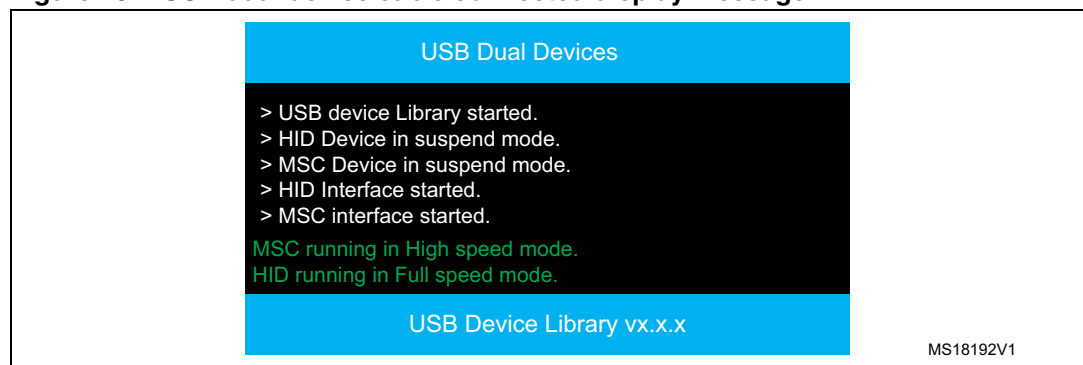 USB Dual Devices
> USB device Library started.
> HID Device in suspend mode.
> MSC Device in suspend mode.
> HID Interface started.
> MSC interface started.
MSC running in High speed mode.
HID running in Full speed mode.
USB Device Library vx.x.x
MS18192V1